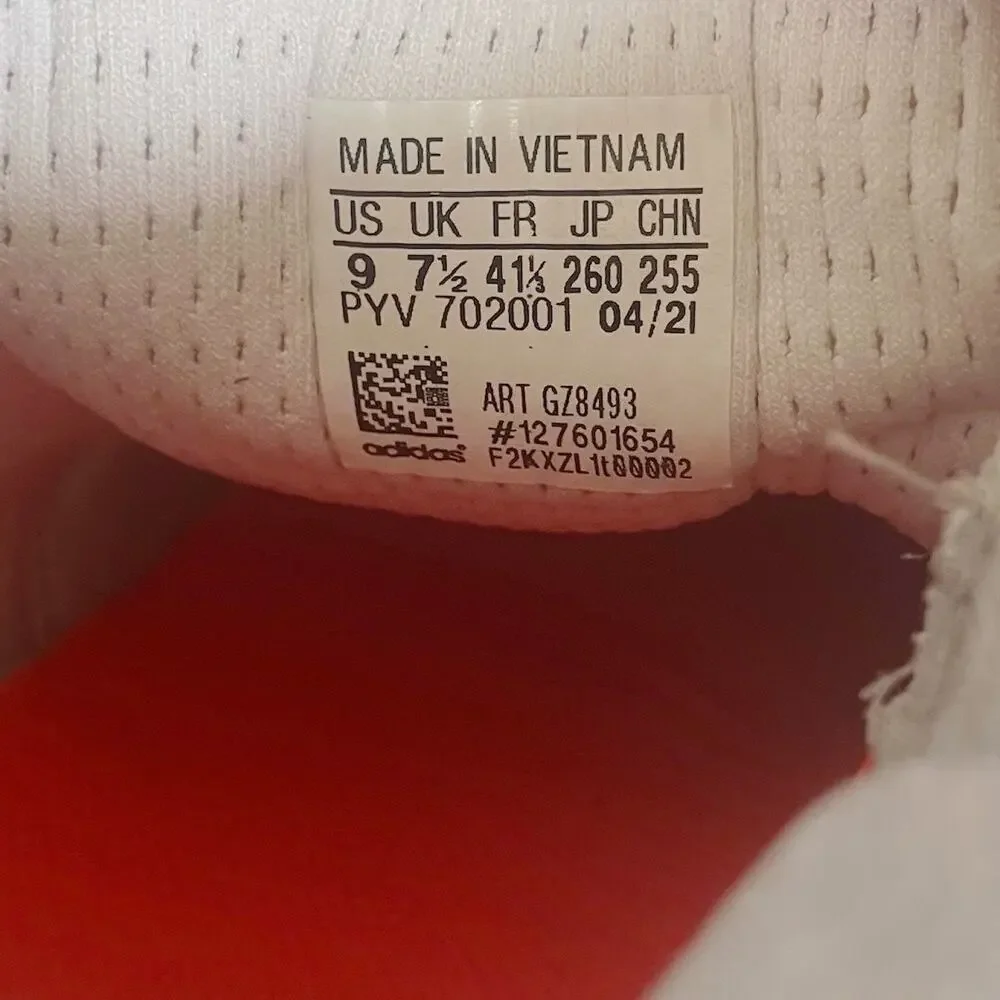 MADE IN VIETNAM
US UK FR JP CHN
9 7½ 41⅓ 260 255
PYV 702001 04/21
ART GZ8493
#127601654
adidas
F2KXZL1t00002